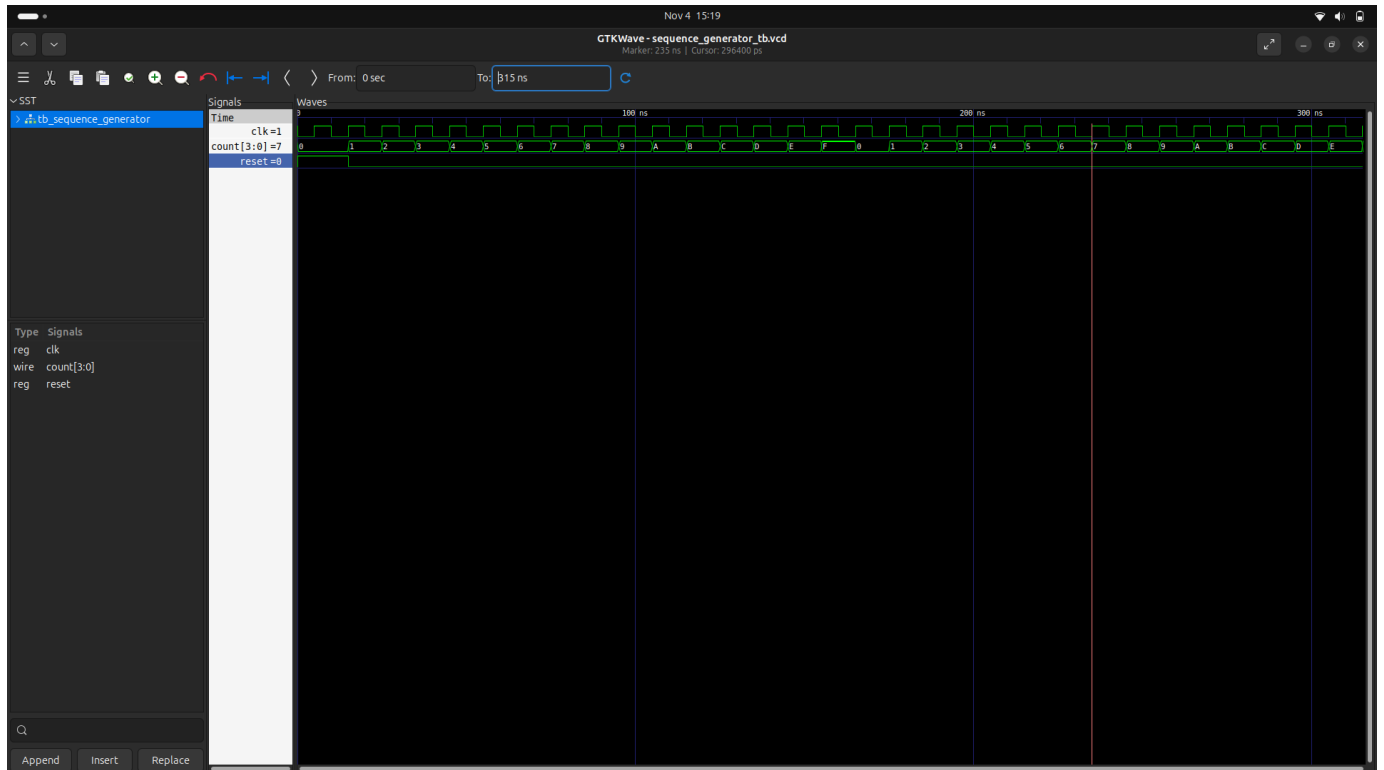 Nov 4 15:19
GTKWave - sequence_generator_tb.vcd
Marker: 235 ns | Cursor: 296400 ps
From: 0 sec To: 315 ns
SST
tb_sequence_generator
Type Signals
reg clk
wire count[3:0]
reg reset
Append Insert Replace
Signals
Time
clk=1
count[3:0]=7
reset=0
Waves
100 ns 200 ns 300 ns
0 1 2 3 4 5 6 7 8 9 A B C D E F 0 1 2 3 4 5 6 7 8 9 A B C D E